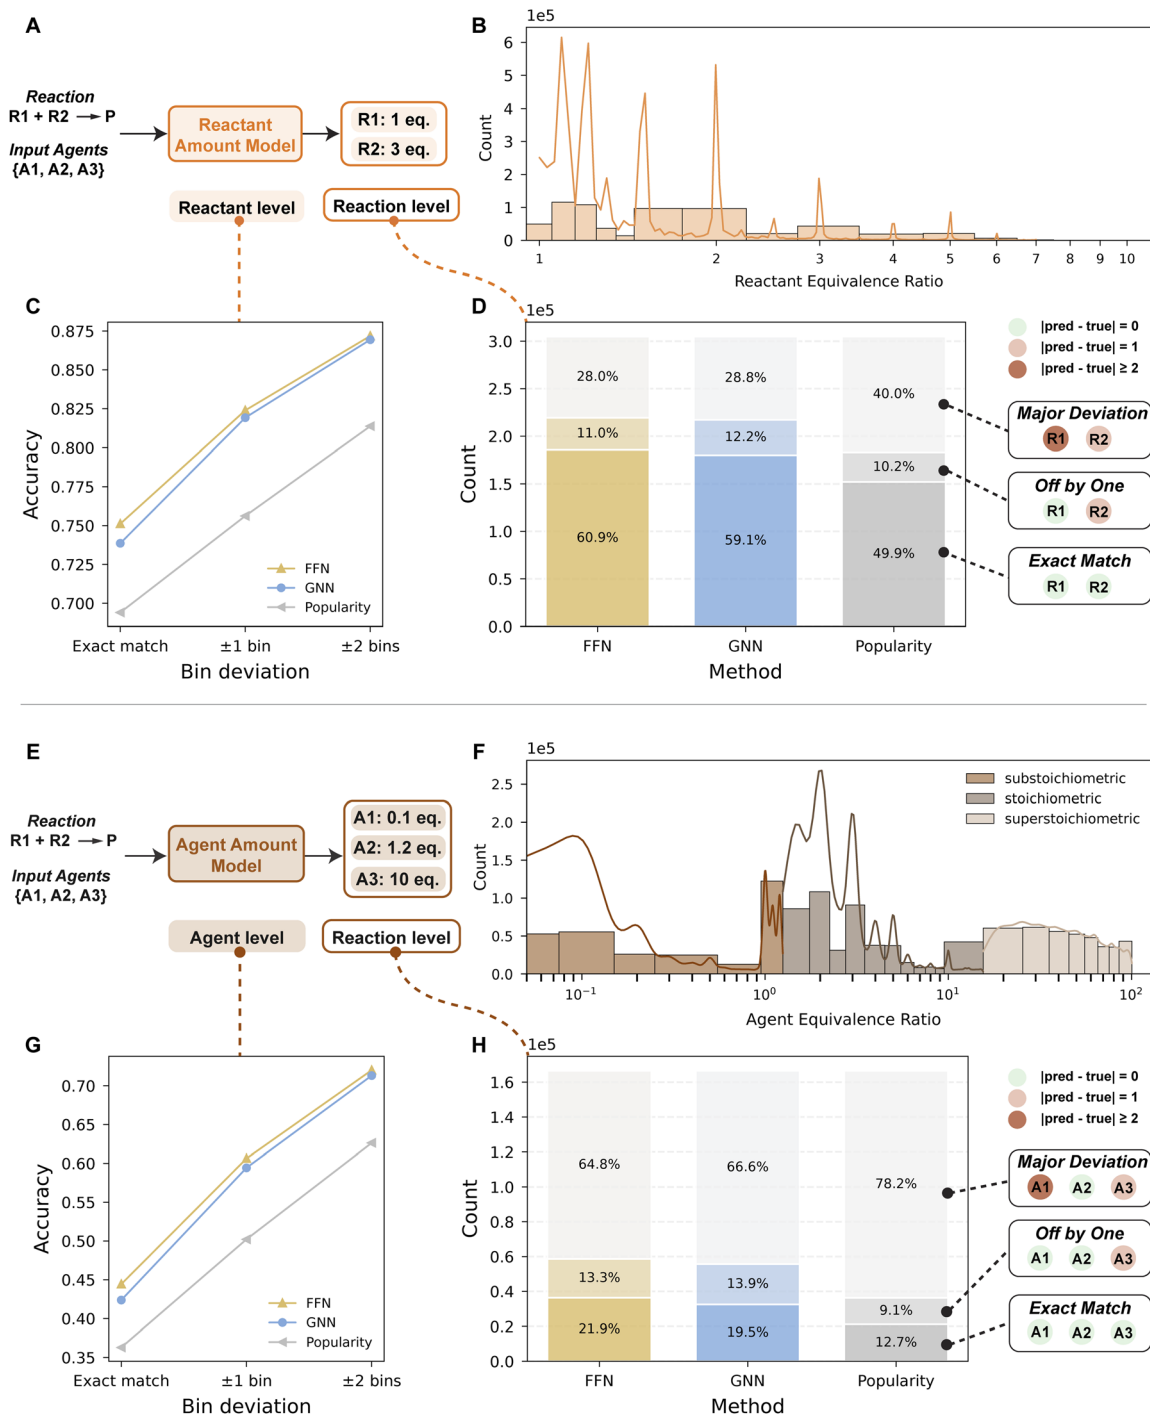 A
Reaction
R1 + R2 → P
Input Agents
{A1, A2, A3}
Reactant
Amount Model
R1: 1 eq.
R2: 3 eq.
Reactant level
Reaction level
B
1e5
6
5
4
3
2
1
0
Count
1 2 3 4 5 6 7 8 9 10
Reactant Equivalence Ratio
C
0.875
0.850
0.825
0.800
0.775
0.750
0.725
0.700
Accuracy
FFN
GNN
Popularity
Exact match ±1 bin ±2 bins
Bin deviation
D
1e5
3.0
2.5
2.0
1.5
1.0
0.5
0.0
Count
28.0% 28.8% 40.0%
11.0% 12.2% 10.2%
60.9% 59.1% 49.9%
FFN GNN Popularity
Method
|pred - true| = 0
|pred - true| = 1
|pred - true| ≥ 2
Major Deviation
R1 R2
Off by One
R1 R2
Exact Match
R1 R2
E
Reaction
R1 + R2 → P
Input Agents
{A1, A2, A3}
Agent Amount
Model
A1: 0.1 eq.
A2: 1.2 eq.
A3: 10 eq.
Agent level
Reaction level
F
1e5
2.5
2.0
1.5
1.0
0.5
0.0
Count
substoichiometric
stoichiometric
superstoichiometric
10⁻¹ 10⁰ 10¹ 10²
Agent Equivalence Ratio
G
0.70
0.65
0.60
0.55
0.50
0.45
0.40
0.35
Accuracy
FFN
GNN
Popularity
Exact match ±1 bin ±2 bins
Bin deviation
H
1e5
1.6
1.4
1.2
1.0
0.8
0.6
0.4
0.2
0.0
Count
64.8% 66.6% 78.2%
13.3% 13.9% 9.1%
21.9% 19.5% 12.7%
FFN GNN Popularity
Method
|pred - true| = 0
|pred - true| = 1
|pred - true| ≥ 2
Major Deviation
A1 A2 A3
Off by One
A1 A2 A3
Exact Match
A1 A2 A3